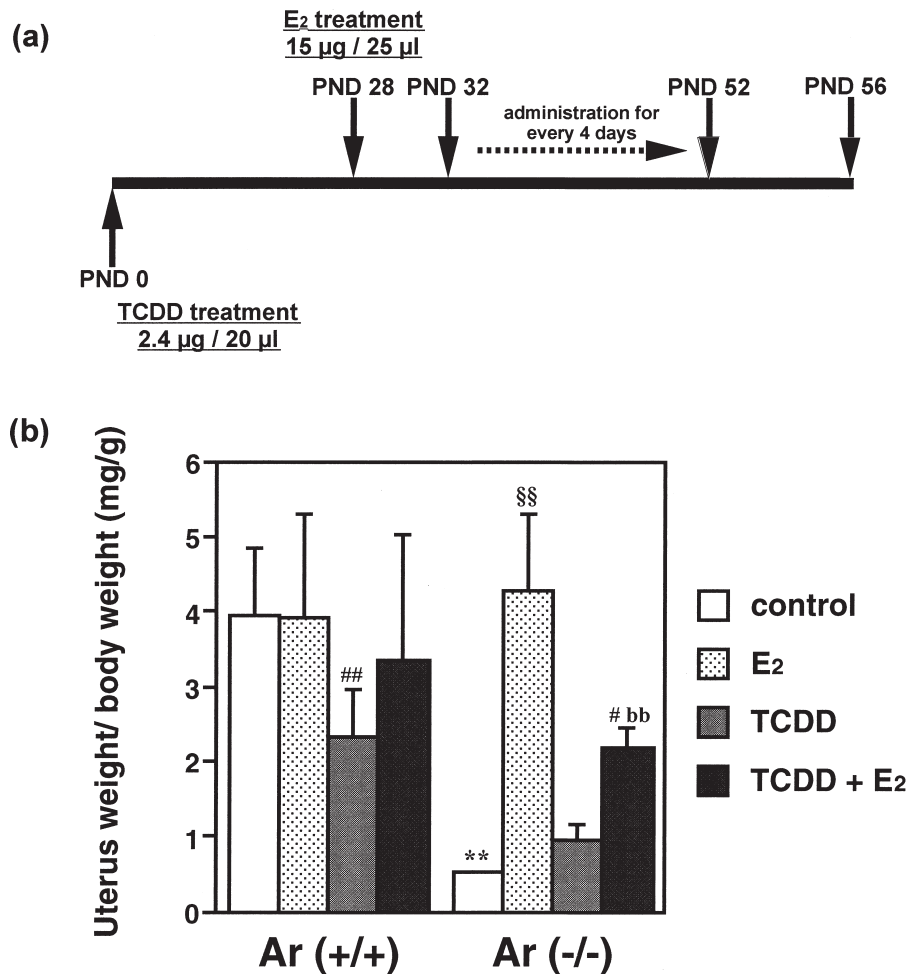 (a)
E2 treatment
15 µg / 25 µl
PND 28 PND 32 PND 52 PND 56
administration for
every 4 days
PND 0
TCDD treatment
2.4 µg / 20 µl
(b)
Uterus weight/ body weight (mg/g)
6
5
4
3
2
1
0
##
**
§§
# bb
Ar (+/+) Ar (-/-)
control
E2
TCDD
TCDD + E2